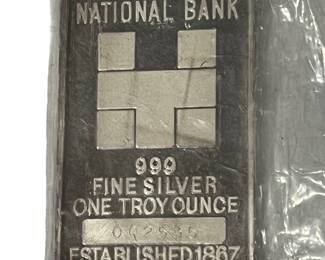 NATIONAL BANK
999
FINE SILVER
ONE TROY OUNCE
ESTABLISHED 1867